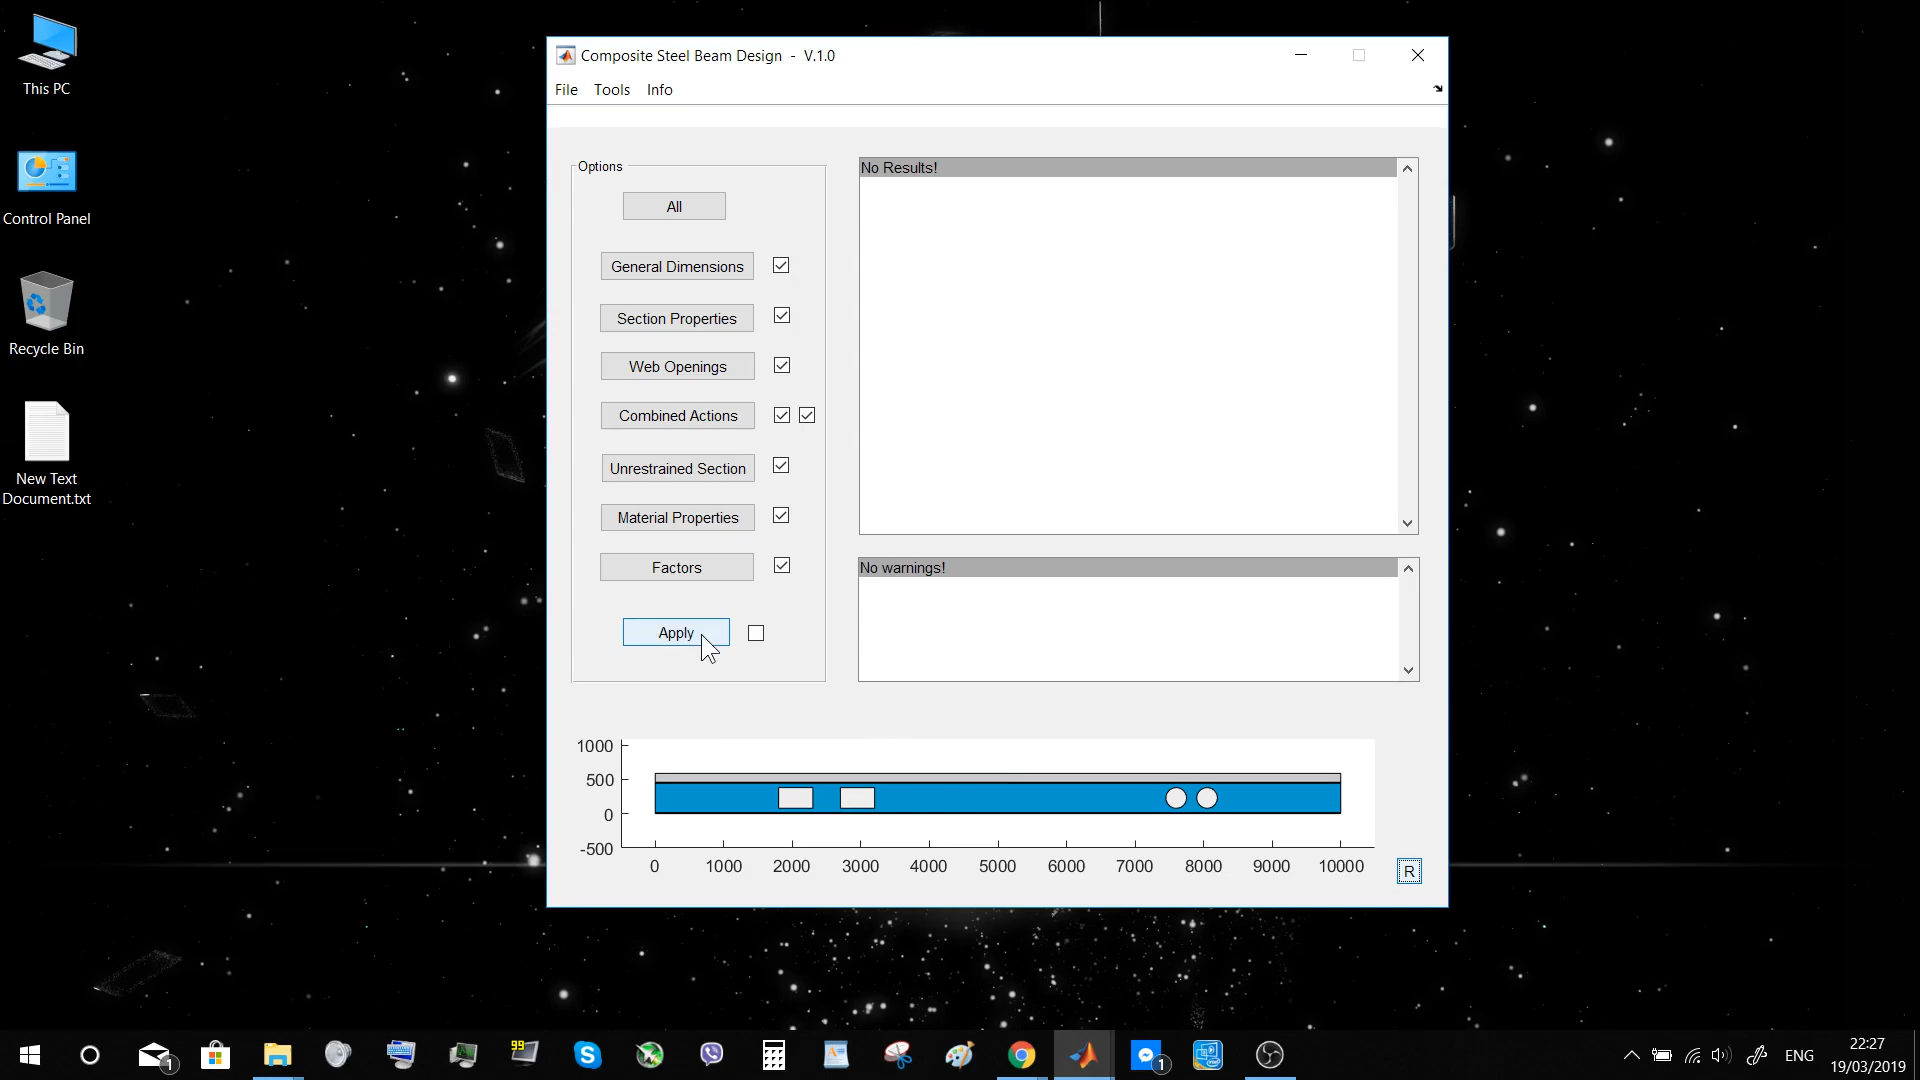 This PC
Control Panel
Recycle Bin
New Text
Document.txt
Composite Steel Beam Design - V.1.0
File Tools Info
Options
All
General Dimensions
Section Properties
Web Openings
Combined Actions
Unrestrained Section
Material Properties
Factors
Apply
No Results!
No warnings!
1000
500
0
-500
0 1000 2000 3000 4000 5000 6000 7000 8000 9000 10000
R
1
99
1
ENG
22:27
19/03/2019